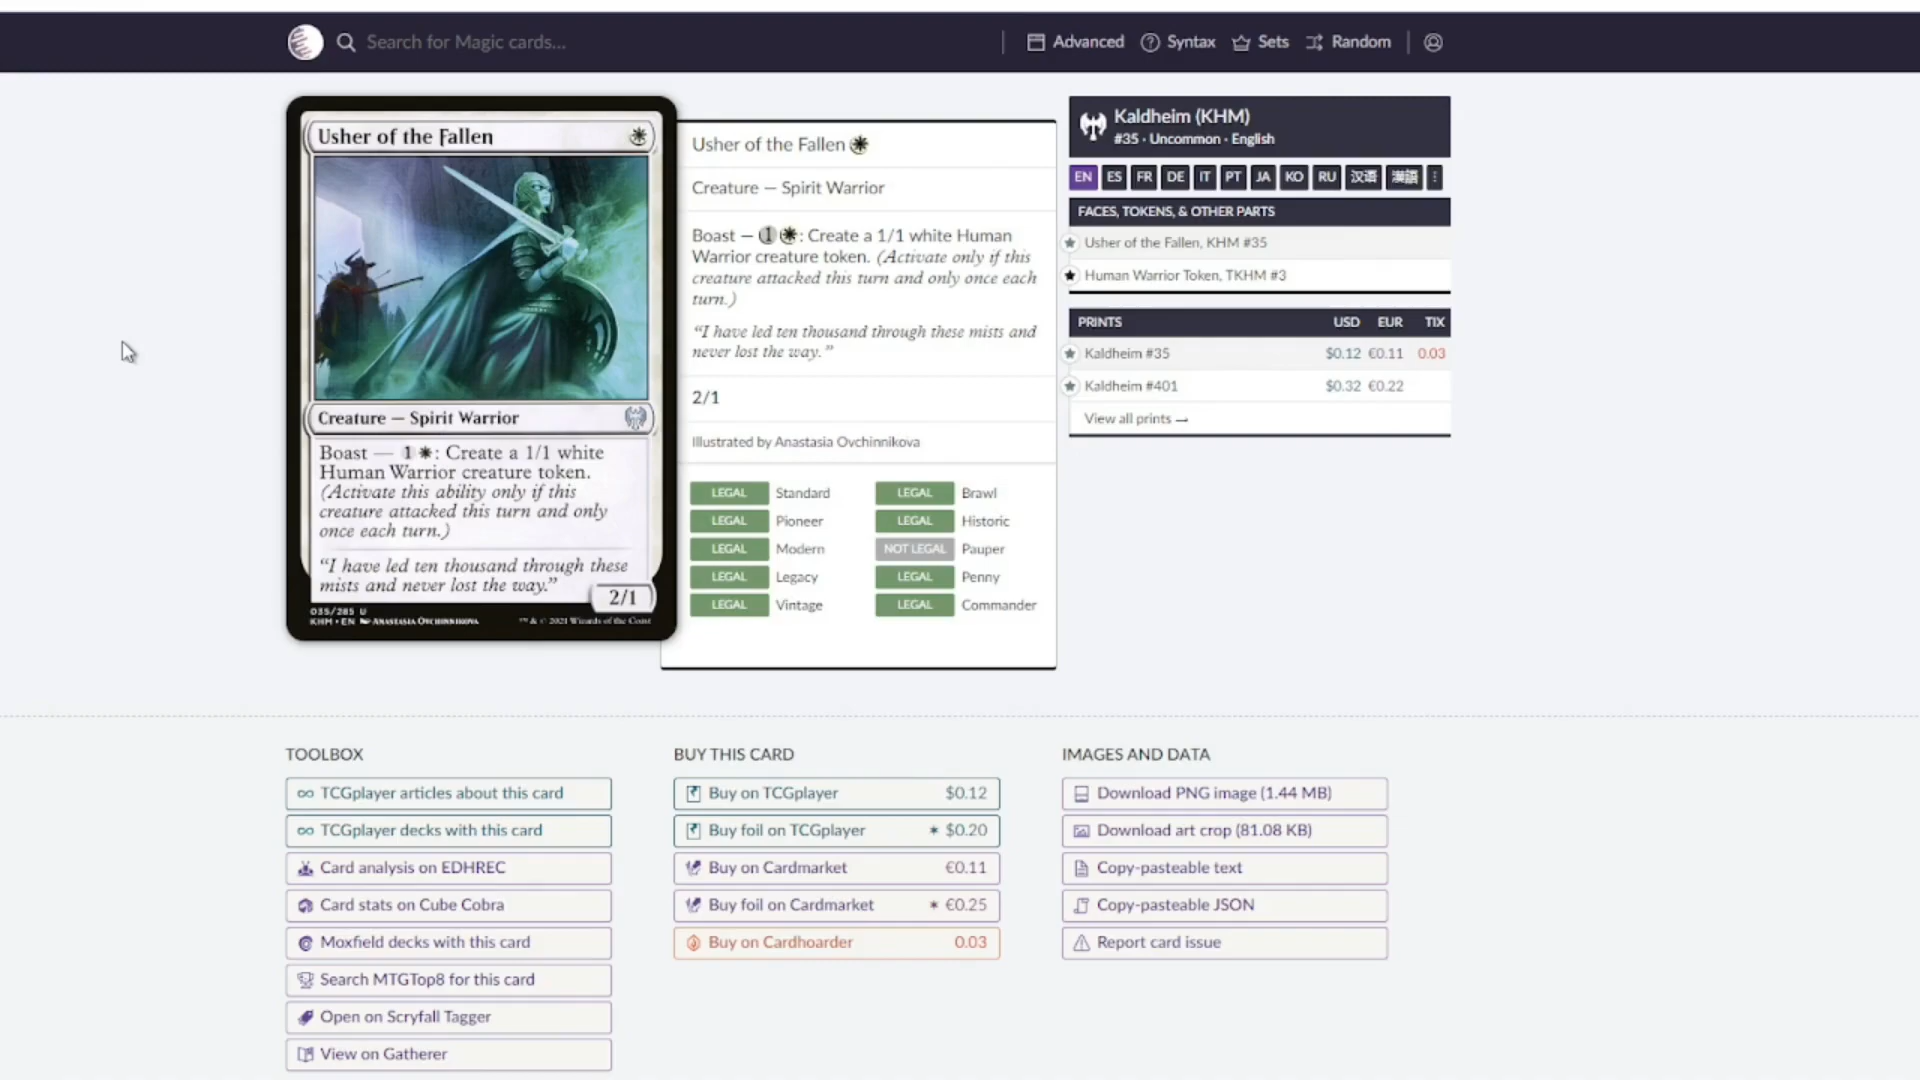 Search for Magic cards...
Advanced
Syntax
Sets
Random
Usher of the Fallen
Creature — Spirit Warrior
Boast — 1 : Create a 1/1 white
Human Warrior creature token.
(Activate this ability only if this
creature attacked this turn and only
once each turn.)
“I have led ten thousand through these
mists and never lost the way.”
2/1
035/285 U
KHM • EN ANASTASIA OVCHINNIKOVA
™ & © 2021 Wizards of the Coast
Usher of the Fallen
Creature — Spirit Warrior
Boast — 1 : Create a 1/1 white Human
Warrior creature token. (Activate only if this
creature attacked this turn and only once each
turn.)
“I have led ten thousand through these mists and
never lost the way.”
2/1
Illustrated by Anastasia Ovchinnikova
LEGAL Standard LEGAL Brawl
LEGAL Pioneer LEGAL Historic
LEGAL Modern NOT LEGAL Pauper
LEGAL Legacy LEGAL Penny
LEGAL Vintage LEGAL Commander
Kaldheim (KHM)
#35 · Uncommon · English
EN ES FR DE IT PT JA KO RU 汉语 漢語
FACES, TOKENS, & OTHER PARTS
Usher of the Fallen, KHM #35
Human Warrior Token, TKHM #3
PRINTS USD EUR TIX
Kaldheim #35 $0.12 €0.11 0.03
Kaldheim #401 $0.32 €0.22
View all prints →
TOOLBOX
TCGplayer articles about this card
TCGplayer decks with this card
Card analysis on EDHREC
Card stats on Cube Cobra
Moxfield decks with this card
Search MTGTop8 for this card
Open on Scryfall Tagger
View on Gatherer
BUY THIS CARD
Buy on TCGplayer $0.12
Buy foil on TCGplayer ✶ $0.20
Buy on Cardmarket €0.11
Buy foil on Cardmarket ✶ €0.25
Buy on Cardhoarder 0.03
IMAGES AND DATA
Download PNG image (1.44 MB)
Download art crop (81.08 KB)
Copy-pasteable text
Copy-pasteable JSON
Report card issue